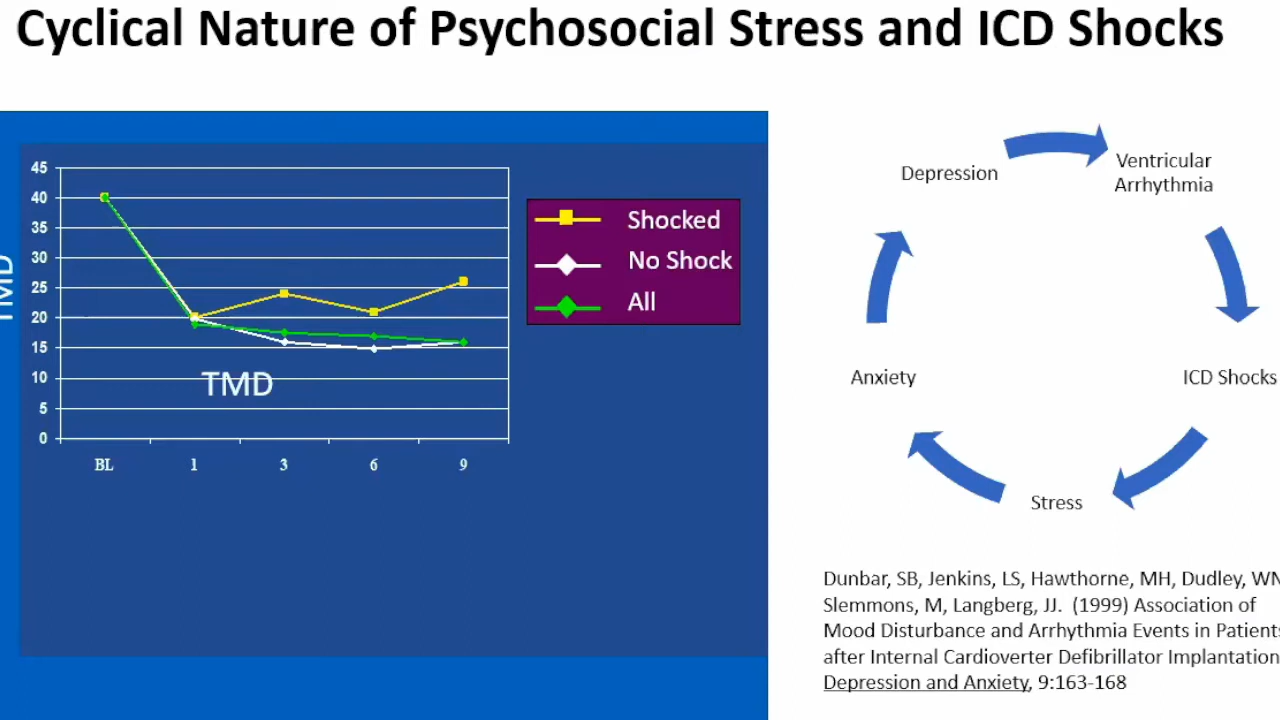 Cyclical Nature of Psychosocial Stress and ICD Shocks
TMD
45
40
35
30
25
20
15
10
5
0
TMD
BL 1 3 6 9
Shocked
No Shock
All
Depression
Ventricular
Arrhythmia
ICD Shocks
Stress
Anxiety
Dunbar, SB, Jenkins, LS, Hawthorne, MH, Dudley, WN
Slemmons, M, Langberg, JJ. (1999) Association of
Mood Disturbance and Arrhythmia Events in Patients
after Internal Cardioverter Defibrillator Implantation
Depression and Anxiety, 9:163-168